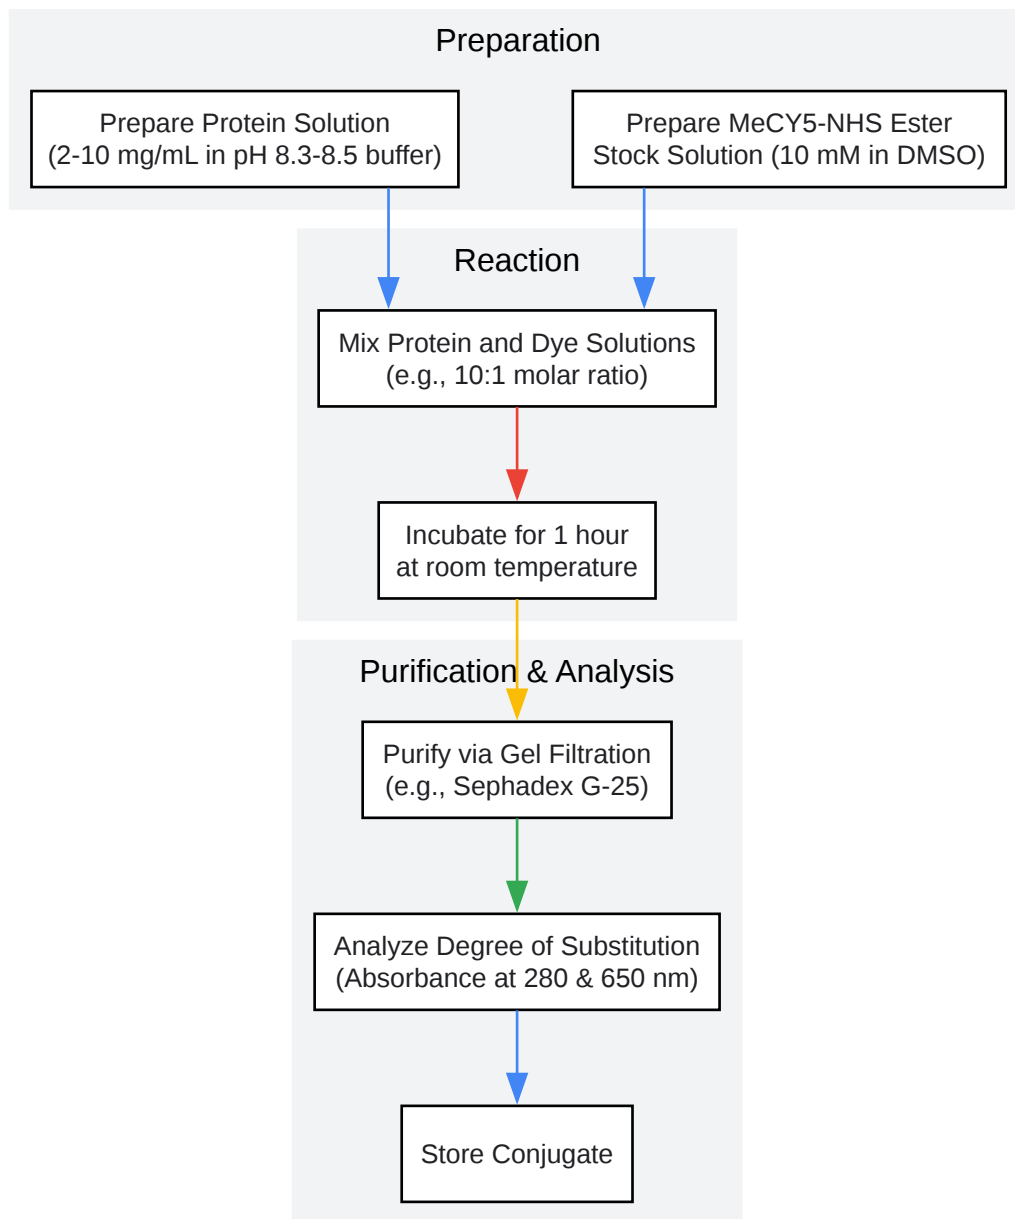 Preparation
Prepare Protein Solution
(2-10 mg/mL in pH 8.3-8.5 buffer)
Prepare MeCY5-NHS Ester
Stock Solution (10 mM in DMSO)
Reaction
Mix Protein and Dye Solutions
(e.g., 10:1 molar ratio)
Incubate for 1 hour
at room temperature
Purification & Analysis
Purify via Gel Filtration
(e.g., Sephadex G-25)
Analyze Degree of Substitution
(Absorbance at 280 & 650 nm)
Store Conjugate